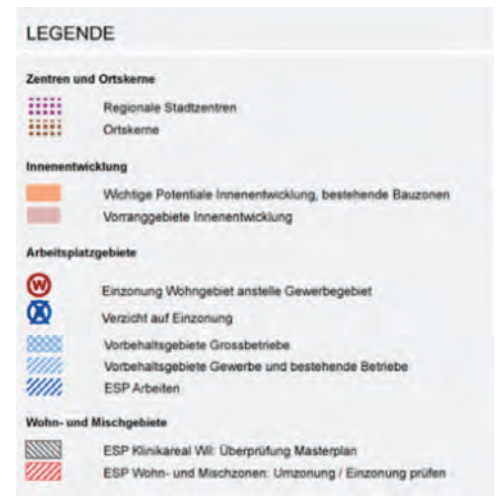 LEGENDE
Zentren und Ortskerne
Regionale Stadtzentren
Ortskerne
Innenentwicklung
Wichtige Potentiale Innenentwicklung, bestehende Bauzonen
Vorranggebiete Innenentwicklung
Arbeitsplatzgebiete
W
Einzonung Wohngebiet anstelle Gewerbegebiet
X
Verzicht auf Einzonung
Vorbehaltsgebiete Grossbetriebe
Vorbehaltsgebiete Gewerbe und bestehende Betriebe
ESP Arbeiten
Wohn- und Mischgebiete
ESP Klinikareal Wil: Überprüfung Masterplan
ESP Wohn- und Mischzonen: Umzonung / Einzonung prüfen